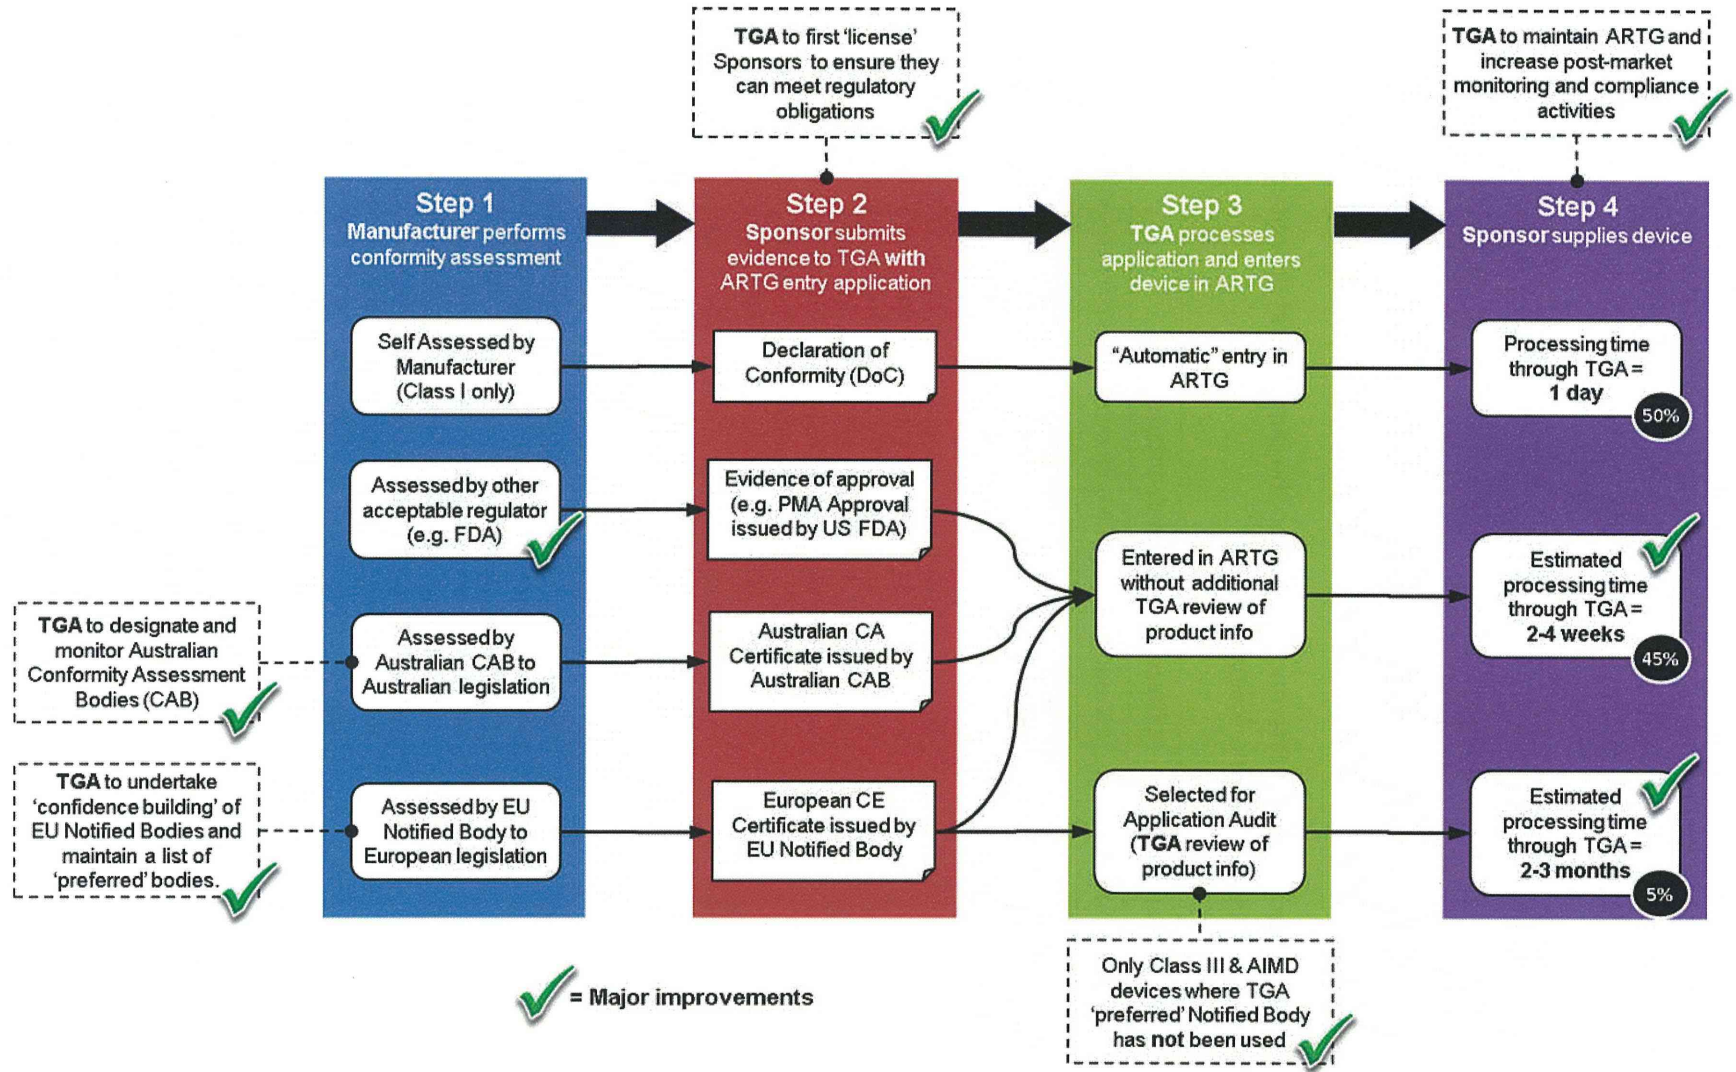 TGA to first ‘license’
Sponsors to ensure they
can meet regulatory
obligations
TGA to maintain ARTG and
increase post-market
monitoring and compliance
activities
Step 1
Manufacturer performs
conformity assessment
Step 2
Sponsor submits
evidence to TGA with
ARTG entry application
Step 3
TGA processes
application and enters
device in ARTG
Step 4
Sponsor supplies device
Self Assessed by
Manufacturer
(Class I only)
Declaration of
Conformity (DoC)
“Automatic” entry in
ARTG
Processing time
through TGA =
1 day
50%
Assessed by other
acceptable regulator
(e.g. FDA)
Evidence of approval
(e.g. PMA Approval
issued by US FDA)
Entered in ARTG
without additional
TGA review of
product info
Estimated
processing time
through TGA =
2-4 weeks
45%
TGA to designate and
monitor Australian
Conformity Assessment
Bodies (CAB)
Assessed by
Australian CAB to
Australian legislation
Australian CA
Certificate issued by
Australian CAB
TGA to undertake
‘confidence building’ of
EU Notified Bodies and
maintain a list of
‘preferred’ bodies.
Assessed by EU
Notified Body to
European legislation
European CE
Certificate issued by
EU Notified Body
Selected for
Application Audit
(TGA review of
product info)
Estimated
processing time
through TGA =
2-3 months
5%
Only Class III & AIMD
devices where TGA
‘preferred’ Notified Body
has not been used
= Major improvements